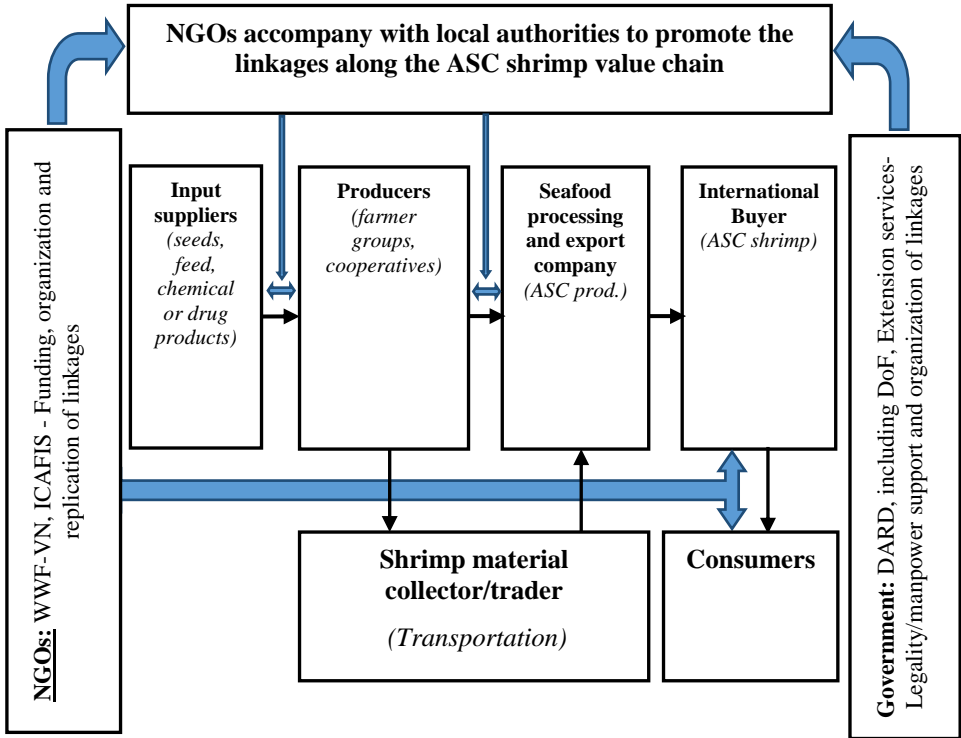 NGOs accompany with local authorities to promote the
linkages along the ASC shrimp value chain
NGOs: WWF-VN, ICAFIS - Funding, organization and
replication of linkages
Input
suppliers
(seeds,
feed,
chemical
or drug
products)
Producers
(farmer
groups,
cooperatives)
Seafood
processing
and export
company
(ASC prod.)
International
Buyer
(ASC shrimp)
Government: DARD, including DoF, Extension services-
Legality/manpower support and organization of linkages
Shrimp material
collector/trader
(Transportation)
Consumers